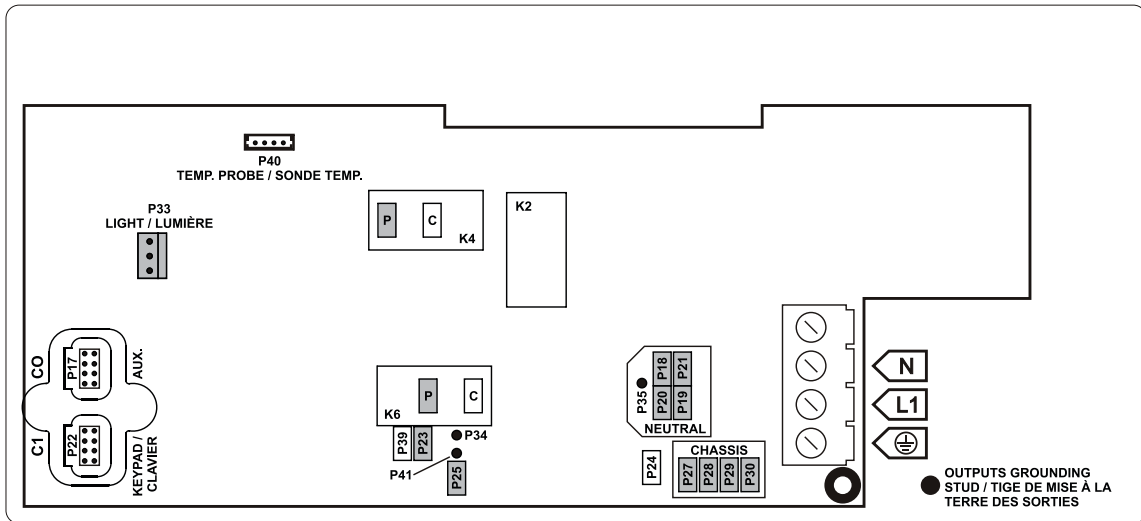 P40
TEMP. PROBE / SONDE TEMP.
P33
LIGHT / LUMIÈRE
P
C
K4
K2
CO
P17
AUX.
C1
P22
KEYPAD /
CLAVIER
P
C
K6
P39
P23
P34
P41
P25
P35
P18
P21
P20
P19
NEUTRAL
P24
CHASSIS
P27
P28
P29
P30
N
L1
OUTPUTS GROUNDING
STUD / TIGE DE MISE À LA
TERRE DES SORTIES